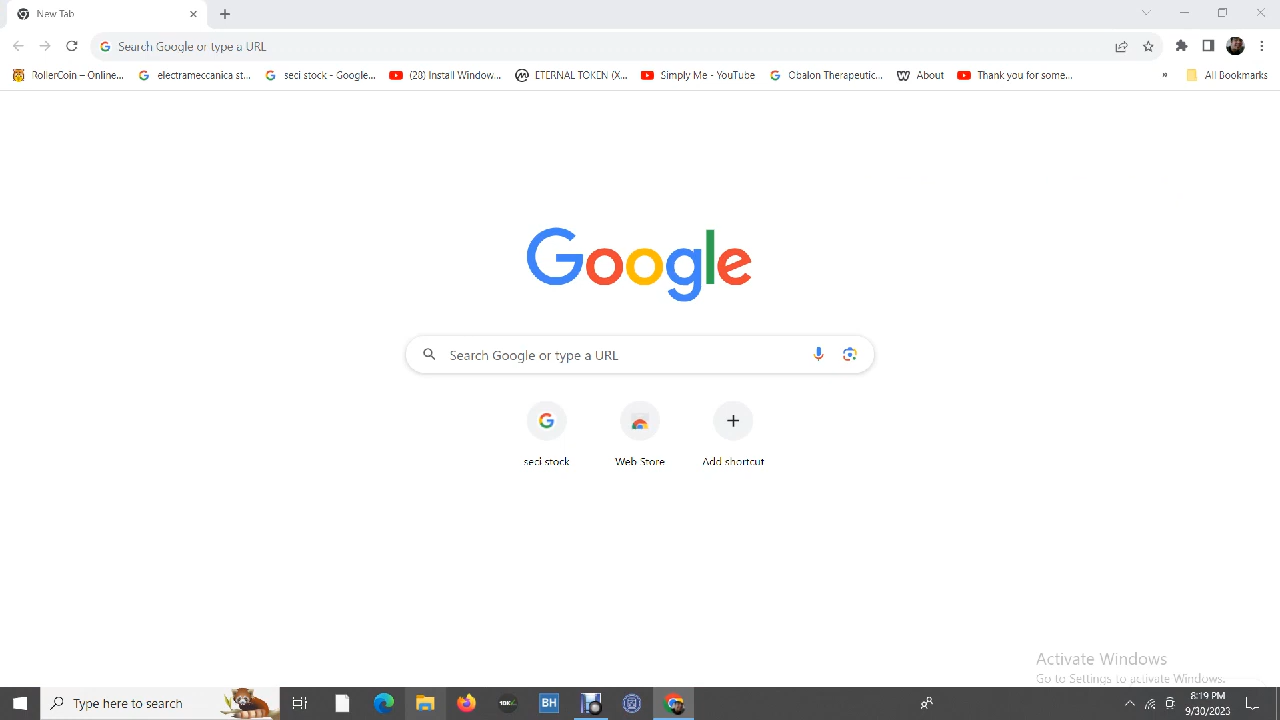 New Tab
Search Google or type a URL
RollerCoin – Online... electrameccanica st... seci stock - Google... (28) Install Window... ETERNAL TOKEN (X... Simply Me - YouTube Obalon Therapeutic... About Thank you for some... » All Bookmarks
Google
Search Google or type a URL
seci stock Web Store Add shortcut
Activate Windows
Go to Settings to activate Windows.
Type here to search 10K BH 8:19 PM
9/30/2023